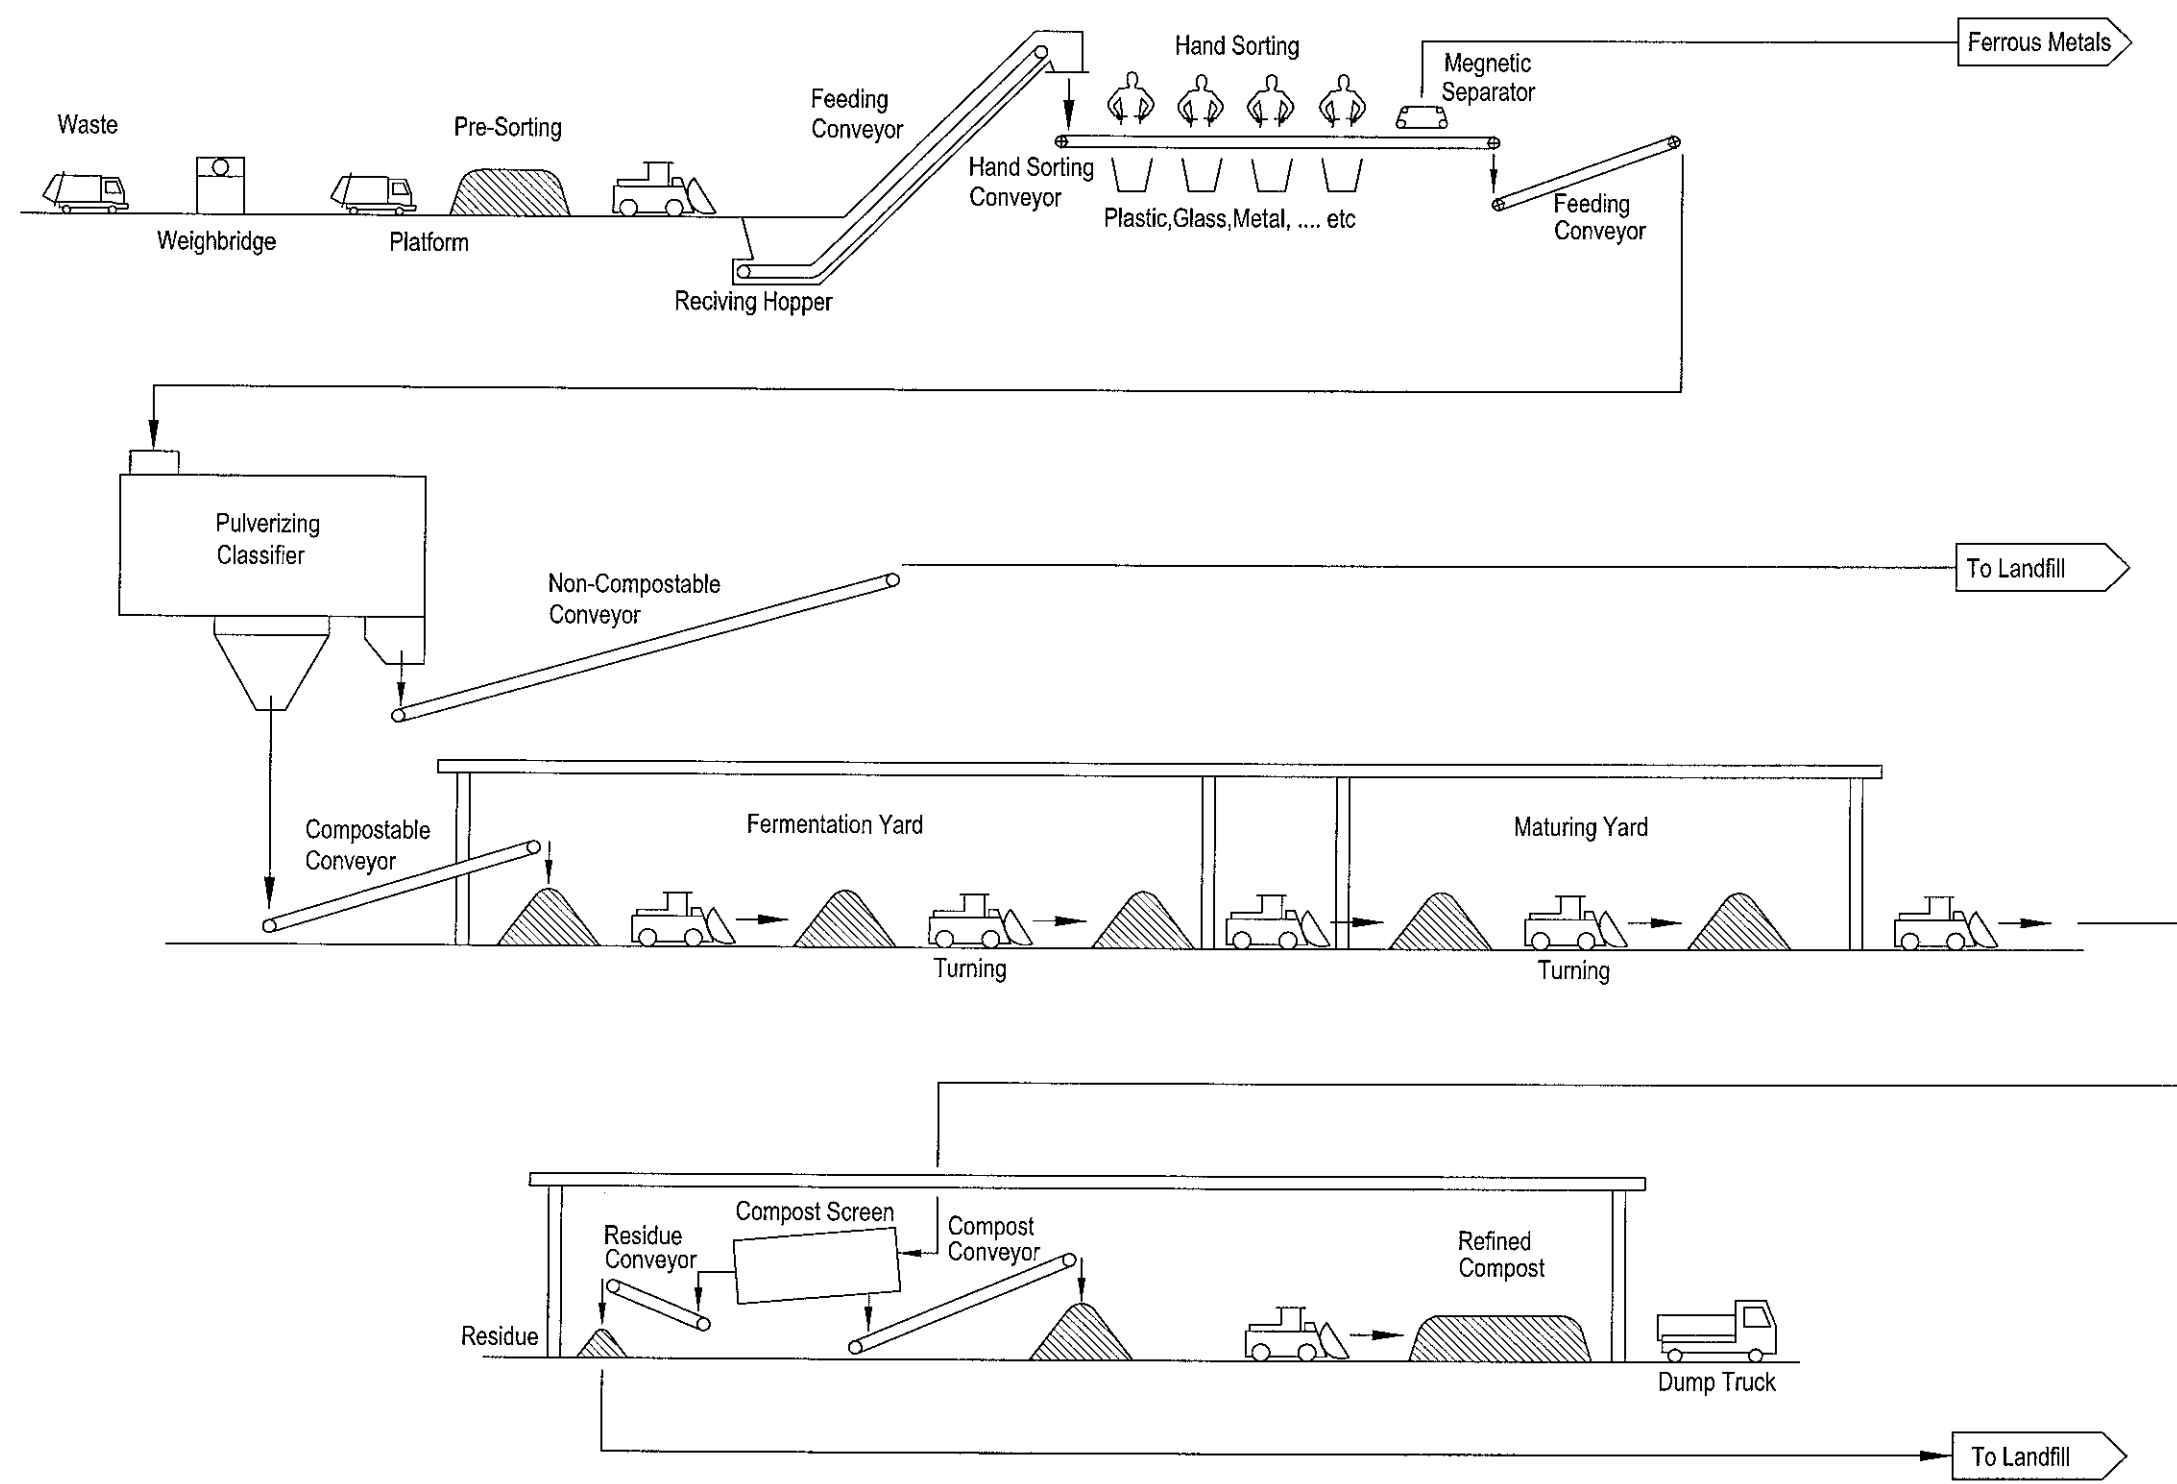 Hand Sorting
Ferrous Metals
Megnetic
Separator
Feeding
Conveyor
Waste
Pre-Sorting
Hand Sorting
Conveyor
Plastic,Glass,Metal, .... etc
Feeding
Conveyor
Weighbridge
Platform
Reciving Hopper
Pulverizing
Classifier
Non-Compostable
Conveyor
To Landfill
Compostable
Conveyor
Fermentation Yard
Maturing Yard
Turning
Turning
Compost Screen
Residue
Conveyor
Compost
Conveyor
Refined
Compost
Residue
Dump Truck
To Landfill